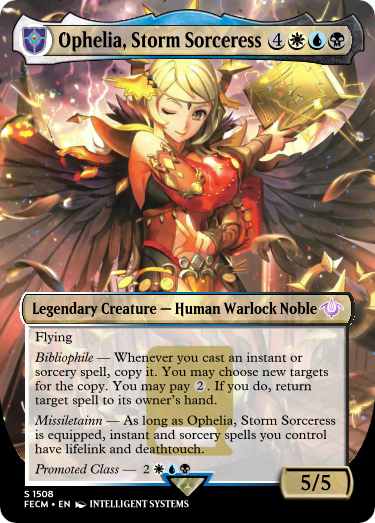 Ophelia, Storm Sorceress 4
Legendary Creature — Human Warlock Noble
Flying
Bibliophile — Whenever you cast an instant or
sorcery spell, copy it. You may choose new targets
for the copy. You may pay 2. If you do, return
target spell to its owner's hand.
Missiletainn — As long as Ophelia, Storm Sorceress
is equipped, instant and sorcery spells you control
have lifelink and deathtouch.
Promoted Class — 2
5/5
S 1508
FECM • EN INTELLIGENT SYSTEMS